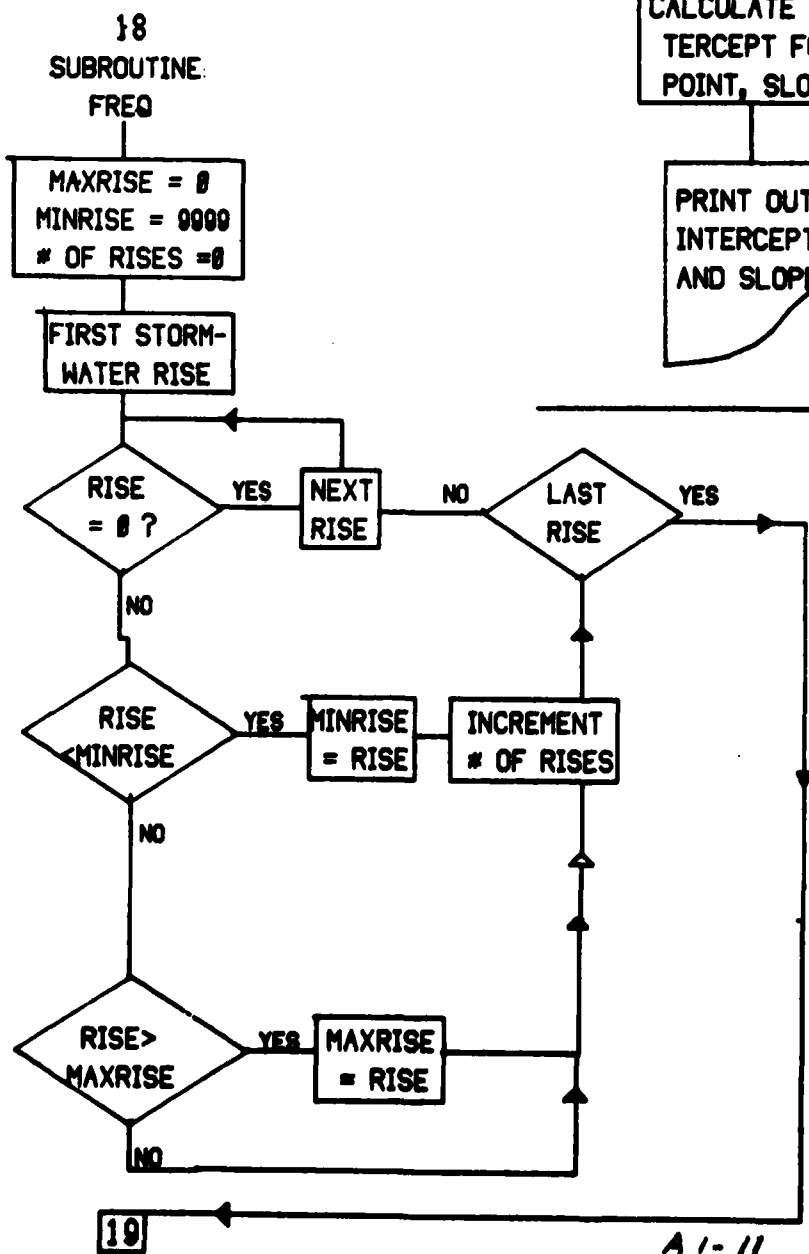 18
SUBROUTINE
FREQ
MAXRISE = 0
MINRISE = 9999
# OF RISES =0
FIRST STORM-
WATER RISE
RISE
= 0 ?
YES
NEXT
RISE
NO
LAST
RISE
YES
NO
RISE
<MINRISE
YES
MINRISE
= RISE
INCREMENT
# OF RISES
NO
RISE>
MAXRISE
YES
MAXRISE
= RISE
NO
19
CALCULATE
TERCEPT
POINT,
PRINT OUT
INTERCEPT
AND
A1-11